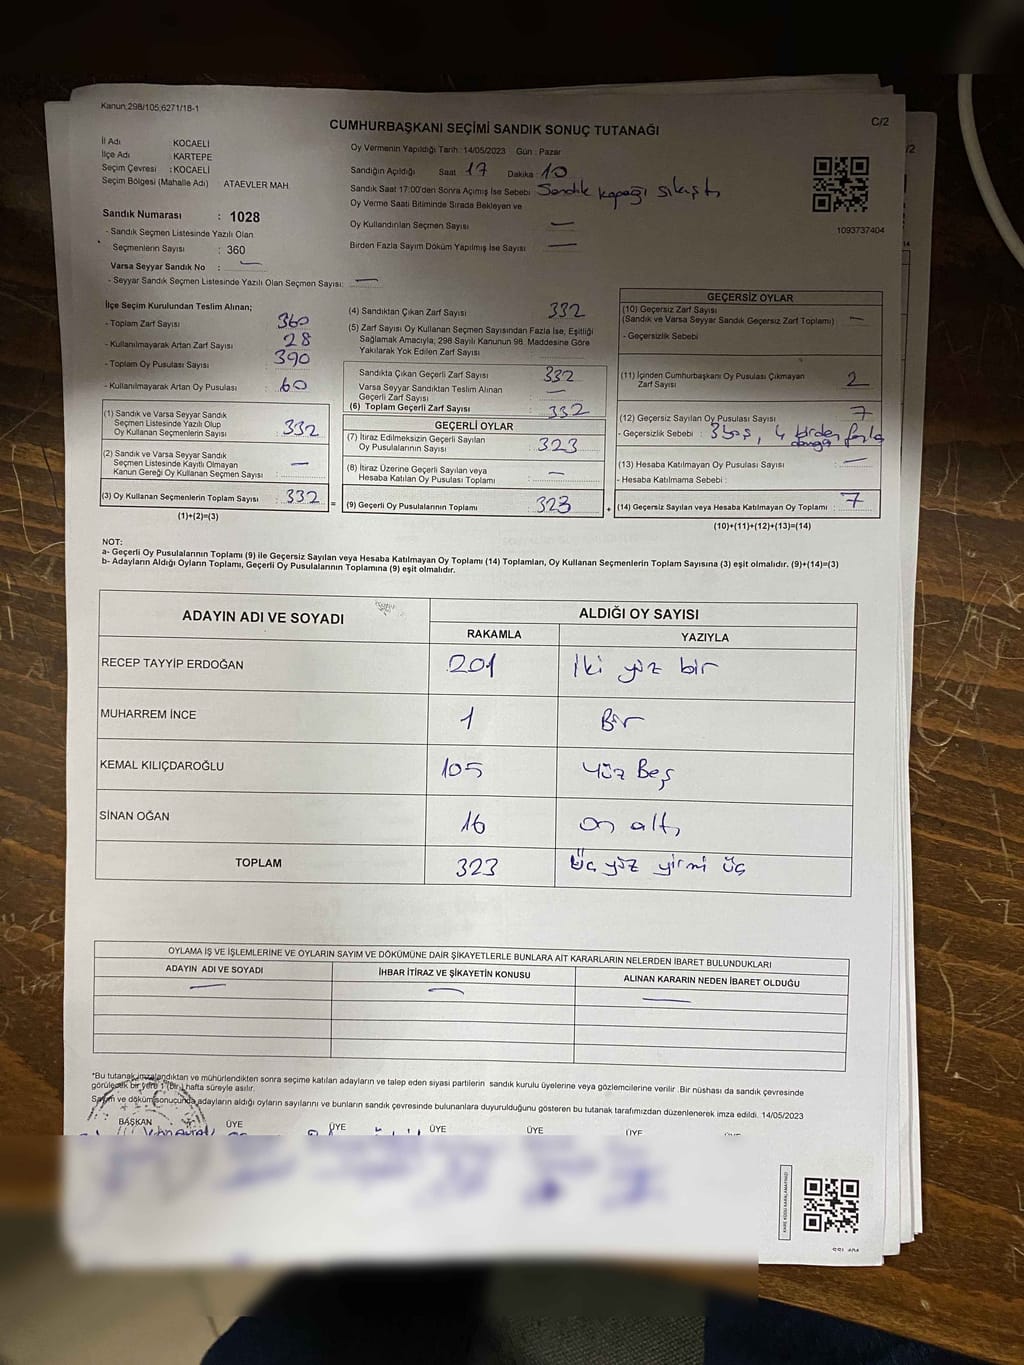 Kanun,298/105;6271/18-1
C/2
CUMHURBAŞKANI SEÇİMİ SANDIK SONUÇ TUTANAĞI
İl Adı : KOCAELİ
İlçe Adı : KARTEPE
Seçim Çevresi : KOCAELİ
Seçim Bölgesi (Mahalle Adı) : ATAEVLER MAH.
Oy Vermenin Yapıldığı Tarih : 14/05/2023 Gün : Pazar
Sandığın Açıldığı Saat 17 Dakika : 10
Sandık Saat 17:00'den Sonra Açımış İse Sebebi : Sandık kapağı sıkıştı
Oy Verme Saati Bitiminde Sırada Bekleyen ve
Oy Kullandırılan Seçmen Sayısı —
Birden Fazla Sayım Döküm Yapılmış İse Sayısı : —
1093737404
Sandık Numarası : 1028
- Sandık Seçmen Listesinde Yazılı Olan
Seçmenlerin Sayısı : 360
Varsa Seyyar Sandık No : —
- Seyyar Sandık Seçmen Listesinde Yazılı Olan Seçmen Sayısı: —
İlçe Seçim Kurulundan Teslim Alınan;
- Toplam Zarf Sayısı : 360
- Kullanılmayarak Artan Zarf Sayısı : 28
- Toplam Oy Pusulası Sayısı : 390
- Kullanılmayarak Artan Oy Pusulası : 60
(1) Sandık ve Varsa Seyyar Sandık
Seçmen Listesinde Yazılı Olup
Oy Kullanan Seçmenlerin Sayısı : 332
(2) Sandık ve Varsa Seyyar Sandık
Seçmen Listesinde Kayıtlı Olmayan
Kanun Gereği Oy Kullanan Seçmen Sayısı : —
(3) Oy Kullanan Seçmenlerin Toplam Sayısı : 332 =
(1)+(2)=(3)
(4) Sandıktan Çıkan Zarf Sayısı : 332
(5) Zarf Sayısı Oy Kullanan Seçmen Sayısından Fazla İse, Eşitliği
Sağlamak Amacıyla; 298 Sayılı Kanunun 98. Maddesine Göre
Yakılarak Yok Edilen Zarf Sayısı :
Sandıkta Çıkan Geçerli Zarf Sayısı : 332
Varsa Seyyar Sandıktan Teslim Alınan
Geçerli Zarf Sayısı : —
(6) Toplam Geçerli Zarf Sayısı : 332
GEÇERLİ OYLAR
(7) İtiraz Edilmeksizin Geçerli Sayılan
Oy Pusulalarının Sayısı : 323
(8) İtiraz Üzerine Geçerli Sayılan veya
Hesaba Katılan Oy Pusulası Toplamı : —
(9) Geçerli Oy Pusulalarının Toplamı : 323 +
GEÇERSİZ OYLAR
(10) Geçersiz Zarf Sayısı
(Sandık ve Varsa Seyyar Sandık Geçersiz Zarf Toplamı) : —
- Geçersizlik Sebebi :
(11) İçinden Cumhurbaşkanı Oy Pusulası Çıkmayan
Zarf Sayısı : 2
(12) Geçersiz Sayılan Oy Pusulası Sayısı : 7
- Geçersizlik Sebebi : 3 boş, 4 birden fazla
damga
(13) Hesaba Katılmayan Oy Pusulası Sayısı : —
- Hesaba Katılmama Sebebi :
(14) Geçersiz Sayılan veya Hesaba Katılmayan Oy Toplamı : 7
(10)+(11)+(12)+(13)=(14)
NOT:
a- Geçerli Oy Pusulalarının Toplamı (9) ile Geçersiz Sayılan veya Hesaba Katılmayan Oy Toplamı (14) Toplamları, Oy Kullanan Seçmenlerin Toplam Sayısına (3) eşit olmalıdır. (9)+(14)=(3)
b- Adayların Aldığı Oyların Toplamı, Geçerli Oy Pusulalarının Toplamına (9) eşit olmalıdır.
ADAYIN ADI VE SOYADI
ALDIĞI OY SAYISI
RAKAMLA YAZIYLA
RECEP TAYYİP ERDOĞAN 201 İki yüz bir
MUHARREM İNCE 1 Bir
KEMAL KILIÇDAROĞLU 105 yüz Beş
SİNAN OĞAN 16 on altı
TOPLAM 323 üç yüz yirmi üç
OYLAMA İŞ VE İŞLEMLERİNE VE OYLARIN SAYIM VE DÖKÜMÜNE DAİR ŞİKAYETLERLE BUNLARA AİT KARARLARIN NELERDEN İBARET BULUNDUKLARI
ADAYIN ADI VE SOYADI İHBAR İTİRAZ VE ŞİKAYETİN KONUSU ALINAN KARARIN NEDEN İBARET OLDUĞU
— — —
*Bu tutanak imzalandıktan ve mühürlendikten sonra seçime katılan adayların ve talep eden siyasi partilerin sandık kurulu üyelerine veya gözlemcilerine verilir .Bir nüshası da sandık çevresinde
görülecek bir yere 1 (bir) hafta süreyle asılır.
Sayım ve döküm sonucunda adayların aldığı oyların sayılarını ve bunların sandık çevresinde bulunanlara duyurulduğunu gösteren bu tutanak tarafımızdan düzenlenerek imza edildi. 14/05/2023
BAŞKAN ÜYE ÜYE ÜYE ÜYE ÜYE